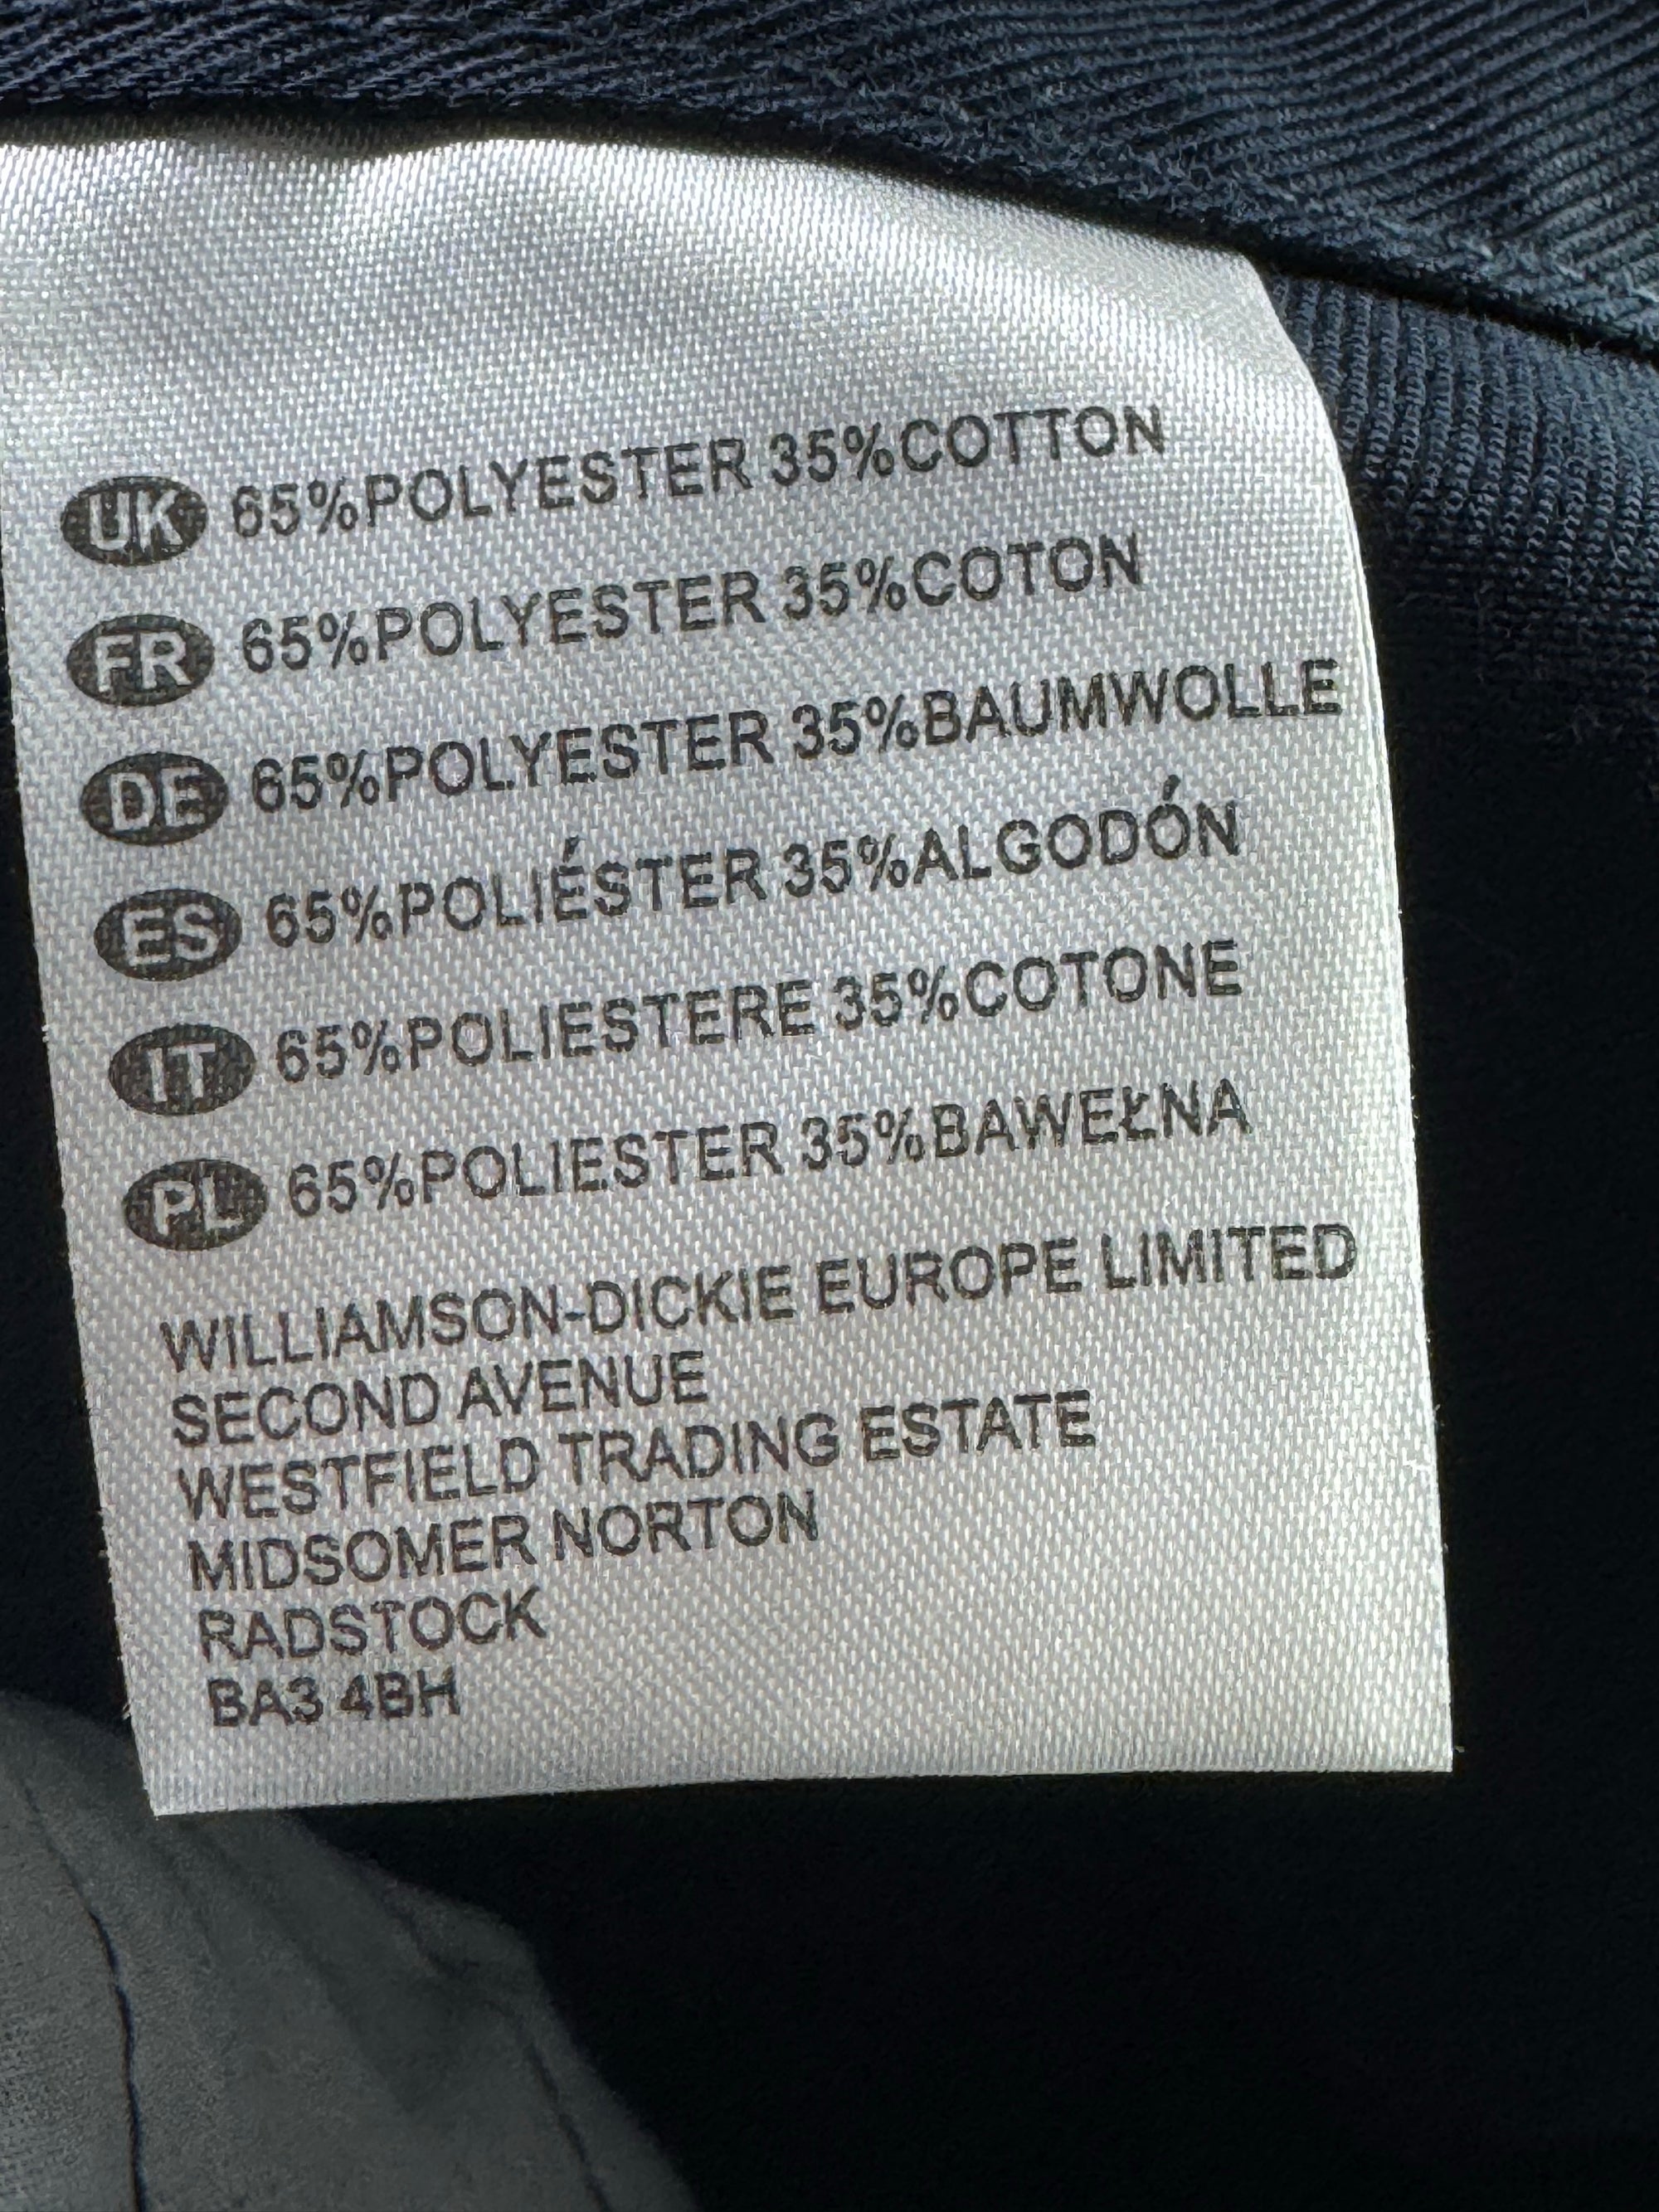 UK 65%POLYESTER 35%COTTON
FR 65%POLYESTER 35%COTON
DE 65%POLYESTER 35%BAUMWOLLE
ES 65%POLIÉSTER 35%ALGODÓN
IT 65%POLIESTERE 35%COTONE
PL 65%POLIESTER 35%BAWEŁNA
WILLIAMSON-DICKIE EUROPE LIMITED
SECOND AVENUE
WESTFIELD TRADING ESTATE
MIDSOMER NORTON
RADSTOCK
BA3 4BH